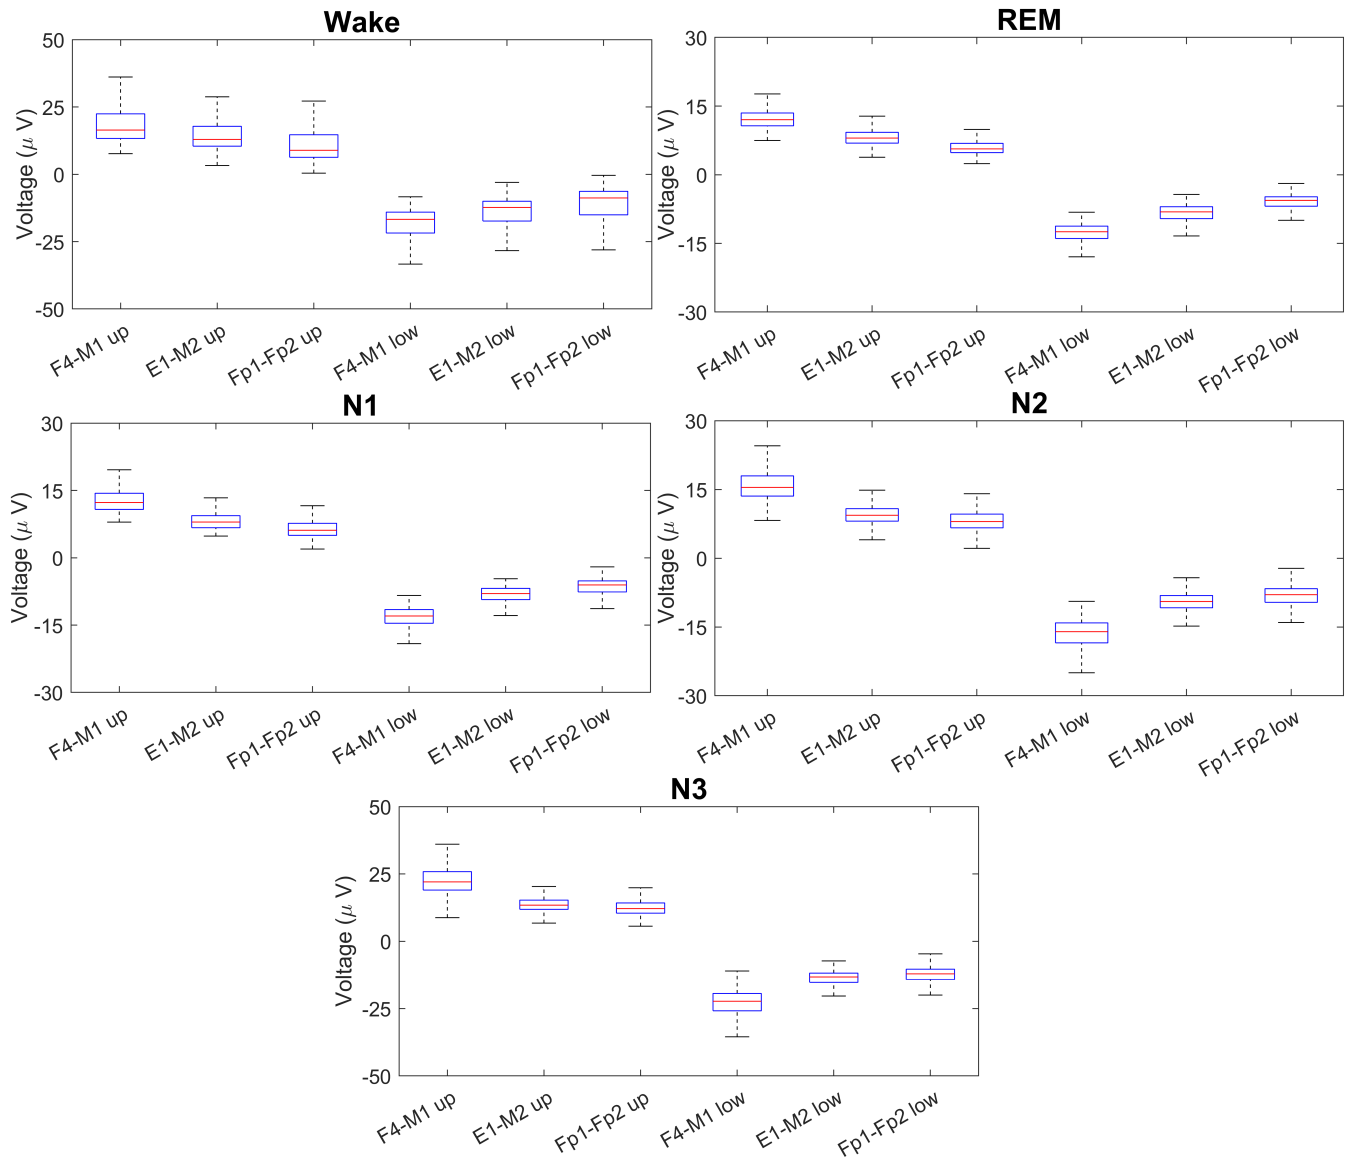 Wake
50
25
0
-25
-50
Voltage (μ V)
F4-M1 up
E1-M2 up
Fp1-Fp2 up
F4-M1 low
E1-M2 low
Fp1-Fp2 low
REM
30
15
0
-15
-30
Voltage (μ V)
F4-M1 up
E1-M2 up
Fp1-Fp2 up
F4-M1 low
E1-M2 low
Fp1-Fp2 low
N1
30
15
0
-15
-30
Voltage (μ V)
F4-M1 up
E1-M2 up
Fp1-Fp2 up
F4-M1 low
E1-M2 low
Fp1-Fp2 low
N2
30
15
0
-15
-30
Voltage (μ V)
F4-M1 up
E1-M2 up
Fp1-Fp2 up
F4-M1 low
E1-M2 low
Fp1-Fp2 low
N3
50
25
0
-25
-50
Voltage (μ V)
F4-M1 up
E1-M2 up
Fp1-Fp2 up
F4-M1 low
E1-M2 low
Fp1-Fp2 low